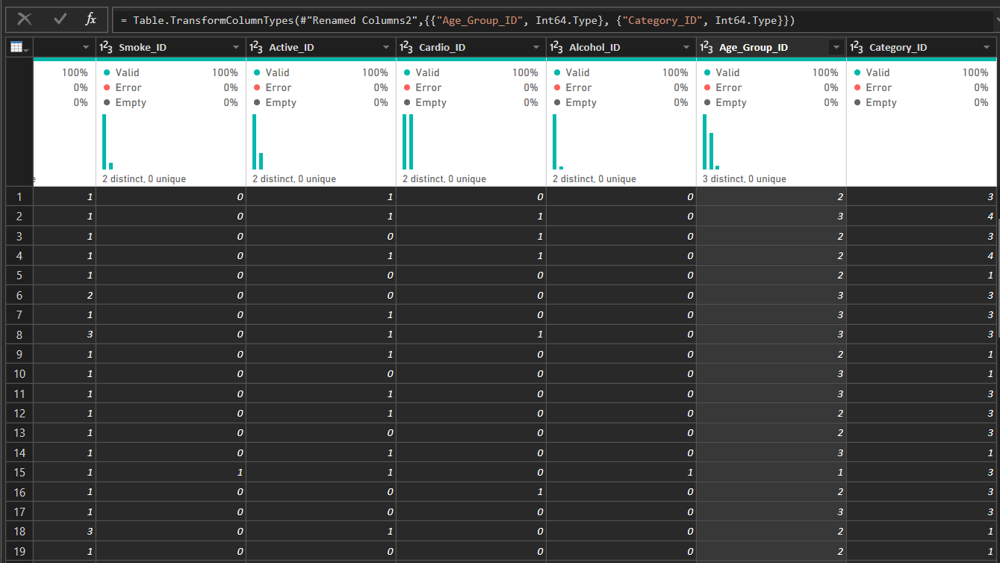 fx = Table.TransformColumnTypes(#"Renamed Columns2",{{"Age_Group_ID", Int64.Type}, {"Category_ID", Int64.Type}})
123 Smoke_ID 123 Active_ID 123 Cardio_ID 123 Alcohol_ID 123 Age_Group_ID 123 Category_ID
100% Valid 100% Valid 100% Valid 100% Valid 100% Valid 100% Valid 100%
0% Error 0% Error 0% Error 0% Error 0% Error 0% Error 0%
0% Empty 0% Empty 0% Empty 0% Empty 0% Empty 0% Empty 0%
2 distinct, 0 unique 2 distinct, 0 unique 2 distinct, 0 unique 2 distinct, 0 unique 3 distinct, 0 unique
1 1 0 1 0 0 2 3
2 1 0 1 1 0 3 4
3 1 0 0 1 0 2 3
4 1 0 1 1 0 2 4
5 1 0 0 0 0 2 1
6 2 0 0 0 0 3 3
7 1 0 1 0 0 3 3
8 3 0 1 1 0 3 3
9 1 0 1 0 0 2 1
10 1 0 0 0 0 3 1
11 1 0 1 0 0 3 3
12 1 0 1 0 0 2 3
13 1 0 0 0 0 2 3
14 1 0 1 0 0 3 1
15 1 1 1 0 1 1 3
16 1 0 0 1 0 2 3
17 1 0 0 0 0 3 3
18 3 0 1 0 0 2 1
19 1 0 0 0 0 2 1